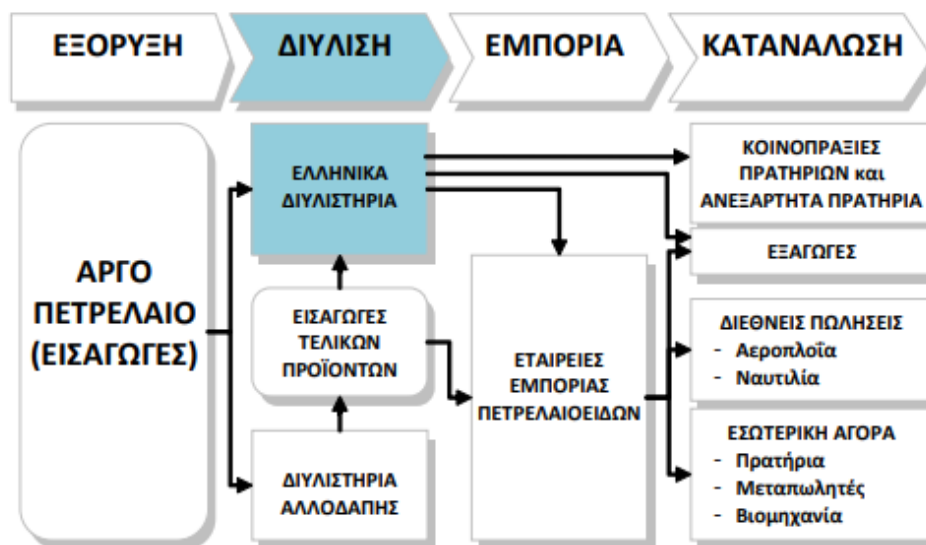 ΕΞΟΡΥΞΗ
ΔΙΥΛΙΣΗ
ΕΜΠΟΡΙΑ
ΚΑΤΑΝΑΛΩΣΗ
ΑΡΓΟ
ΠΕΤΡΕΛΑΙΟ
(ΕΙΣΑΓΩΓΕΣ)
ΕΛΛΗΝΙΚΑ
ΔΙΥΛΙΣΤΗΡΙΑ
ΕΙΣΑΓΩΓΕΣ
ΤΕΛΙΚΩΝ
ΠΡΟΪΟΝΤΩΝ
ΔΙΥΛΙΣΤΗΡΙΑ
ΑΛΛΟΔΑΠΗΣ
ΕΤΑΙΡΕΙΕΣ
ΕΜΠΟΡΙΑΣ
ΠΕΤΡΕΛΑΙΟΕΙΔΩΝ
ΚΟΙΝΟΠΡΑΞΙΕΣ
ΠΡΑΤΗΡΙΩΝ και
ΑΝΕΞΑΡΤΗΤΑ ΠΡΑΤΗΡΙΑ
ΕΞΑΓΩΓΕΣ
ΔΙΕΘΝΕΙΣ ΠΩΛΗΣΕΙΣ
- Αεροπλοΐα
- Ναυτιλία
ΕΣΩΤΕΡΙΚΗ ΑΓΟΡΑ
- Πρατήρια
- Μεταπωλητές
- Βιομηχανία